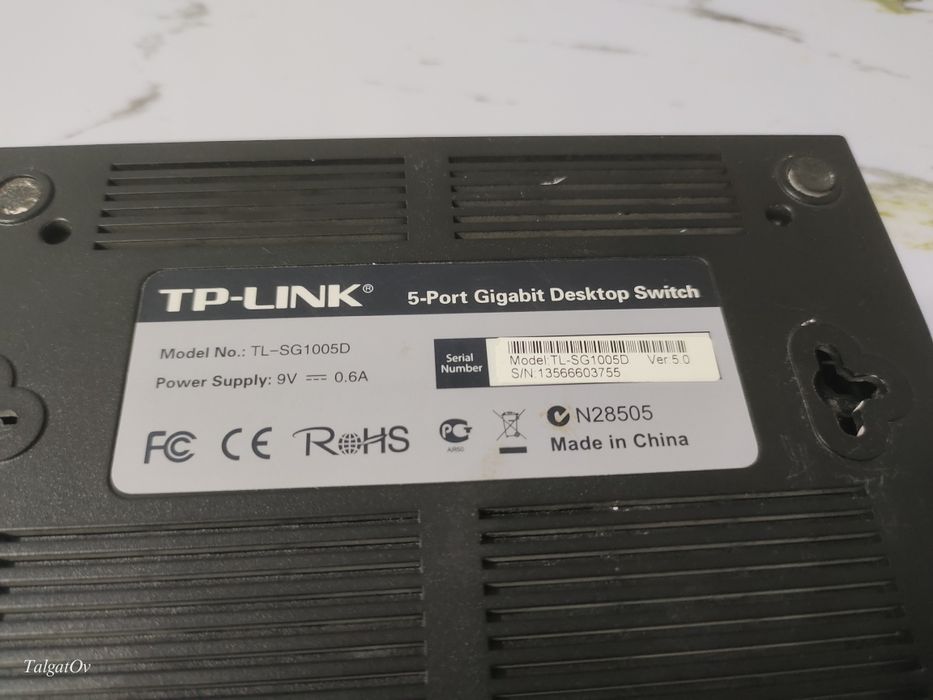 TP-LINK® 5-Port Gigabit Desktop Switch
Model No.: TL-SG1005D
Power Supply: 9V ⎓ 0.6A
Serial
Number
Model:TL-SG1005D Ver 5.0
S/N:13566603755
FC CE RoHS
АЯ50
N28505
Made in China
TalgatOv